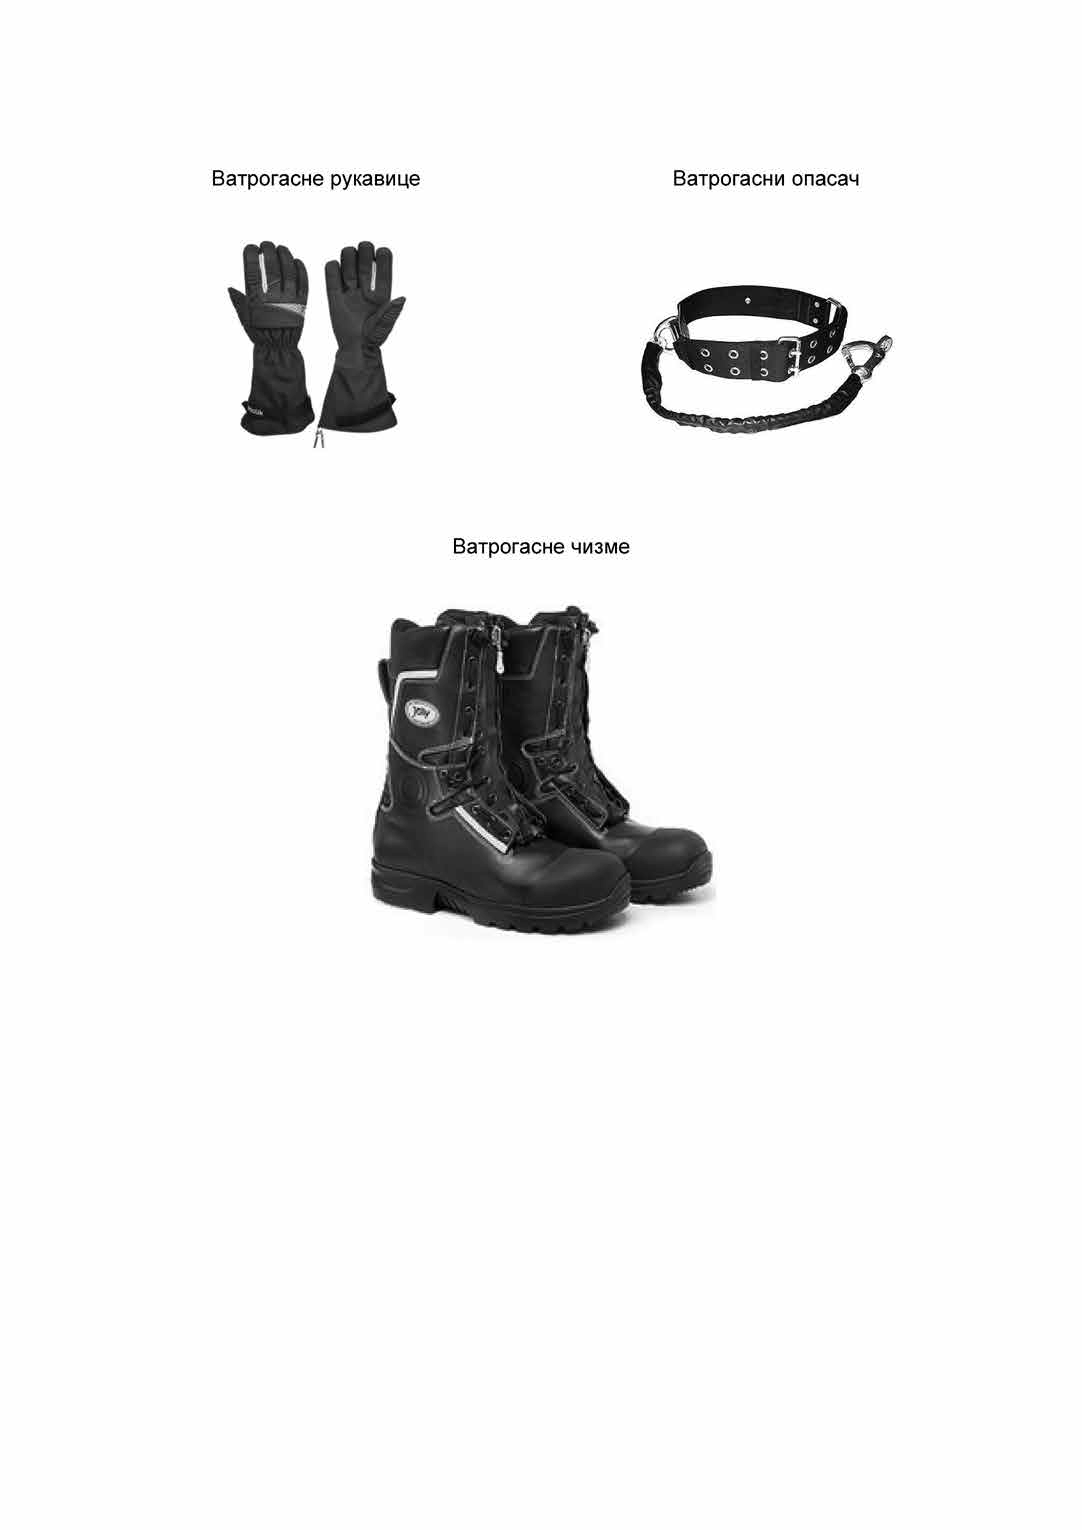 Ватрогасне рукавице
Ватрогасни опасач
Ватрогасне чизме